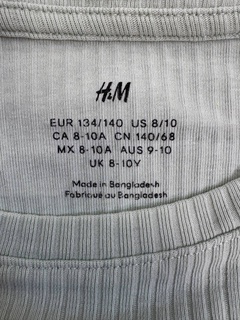 H&M
EUR 134/140 US 8/10
CA 8-10A CN 140/68
MX 8-10A AUS 9-10
UK 8-10Y
Made in Bangladesh
Fabriqué au Bangladesh